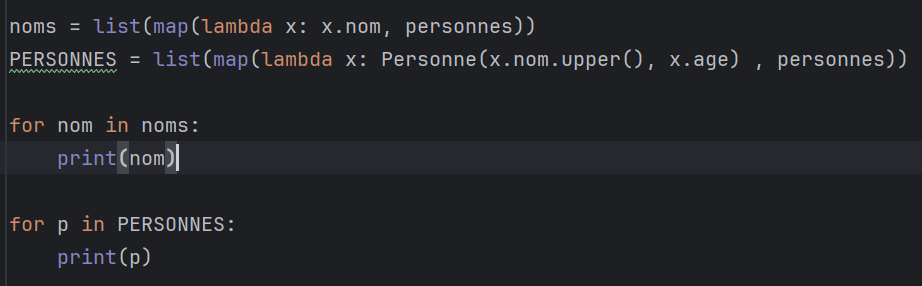 noms = list(map(lambda x: x.nom, personnes))
PERSONNES = list(map(lambda x: Personne(x.nom.upper(), x.age) , personnes))
for nom in noms:
    print(nom)
for p in PERSONNES:
    print(p)